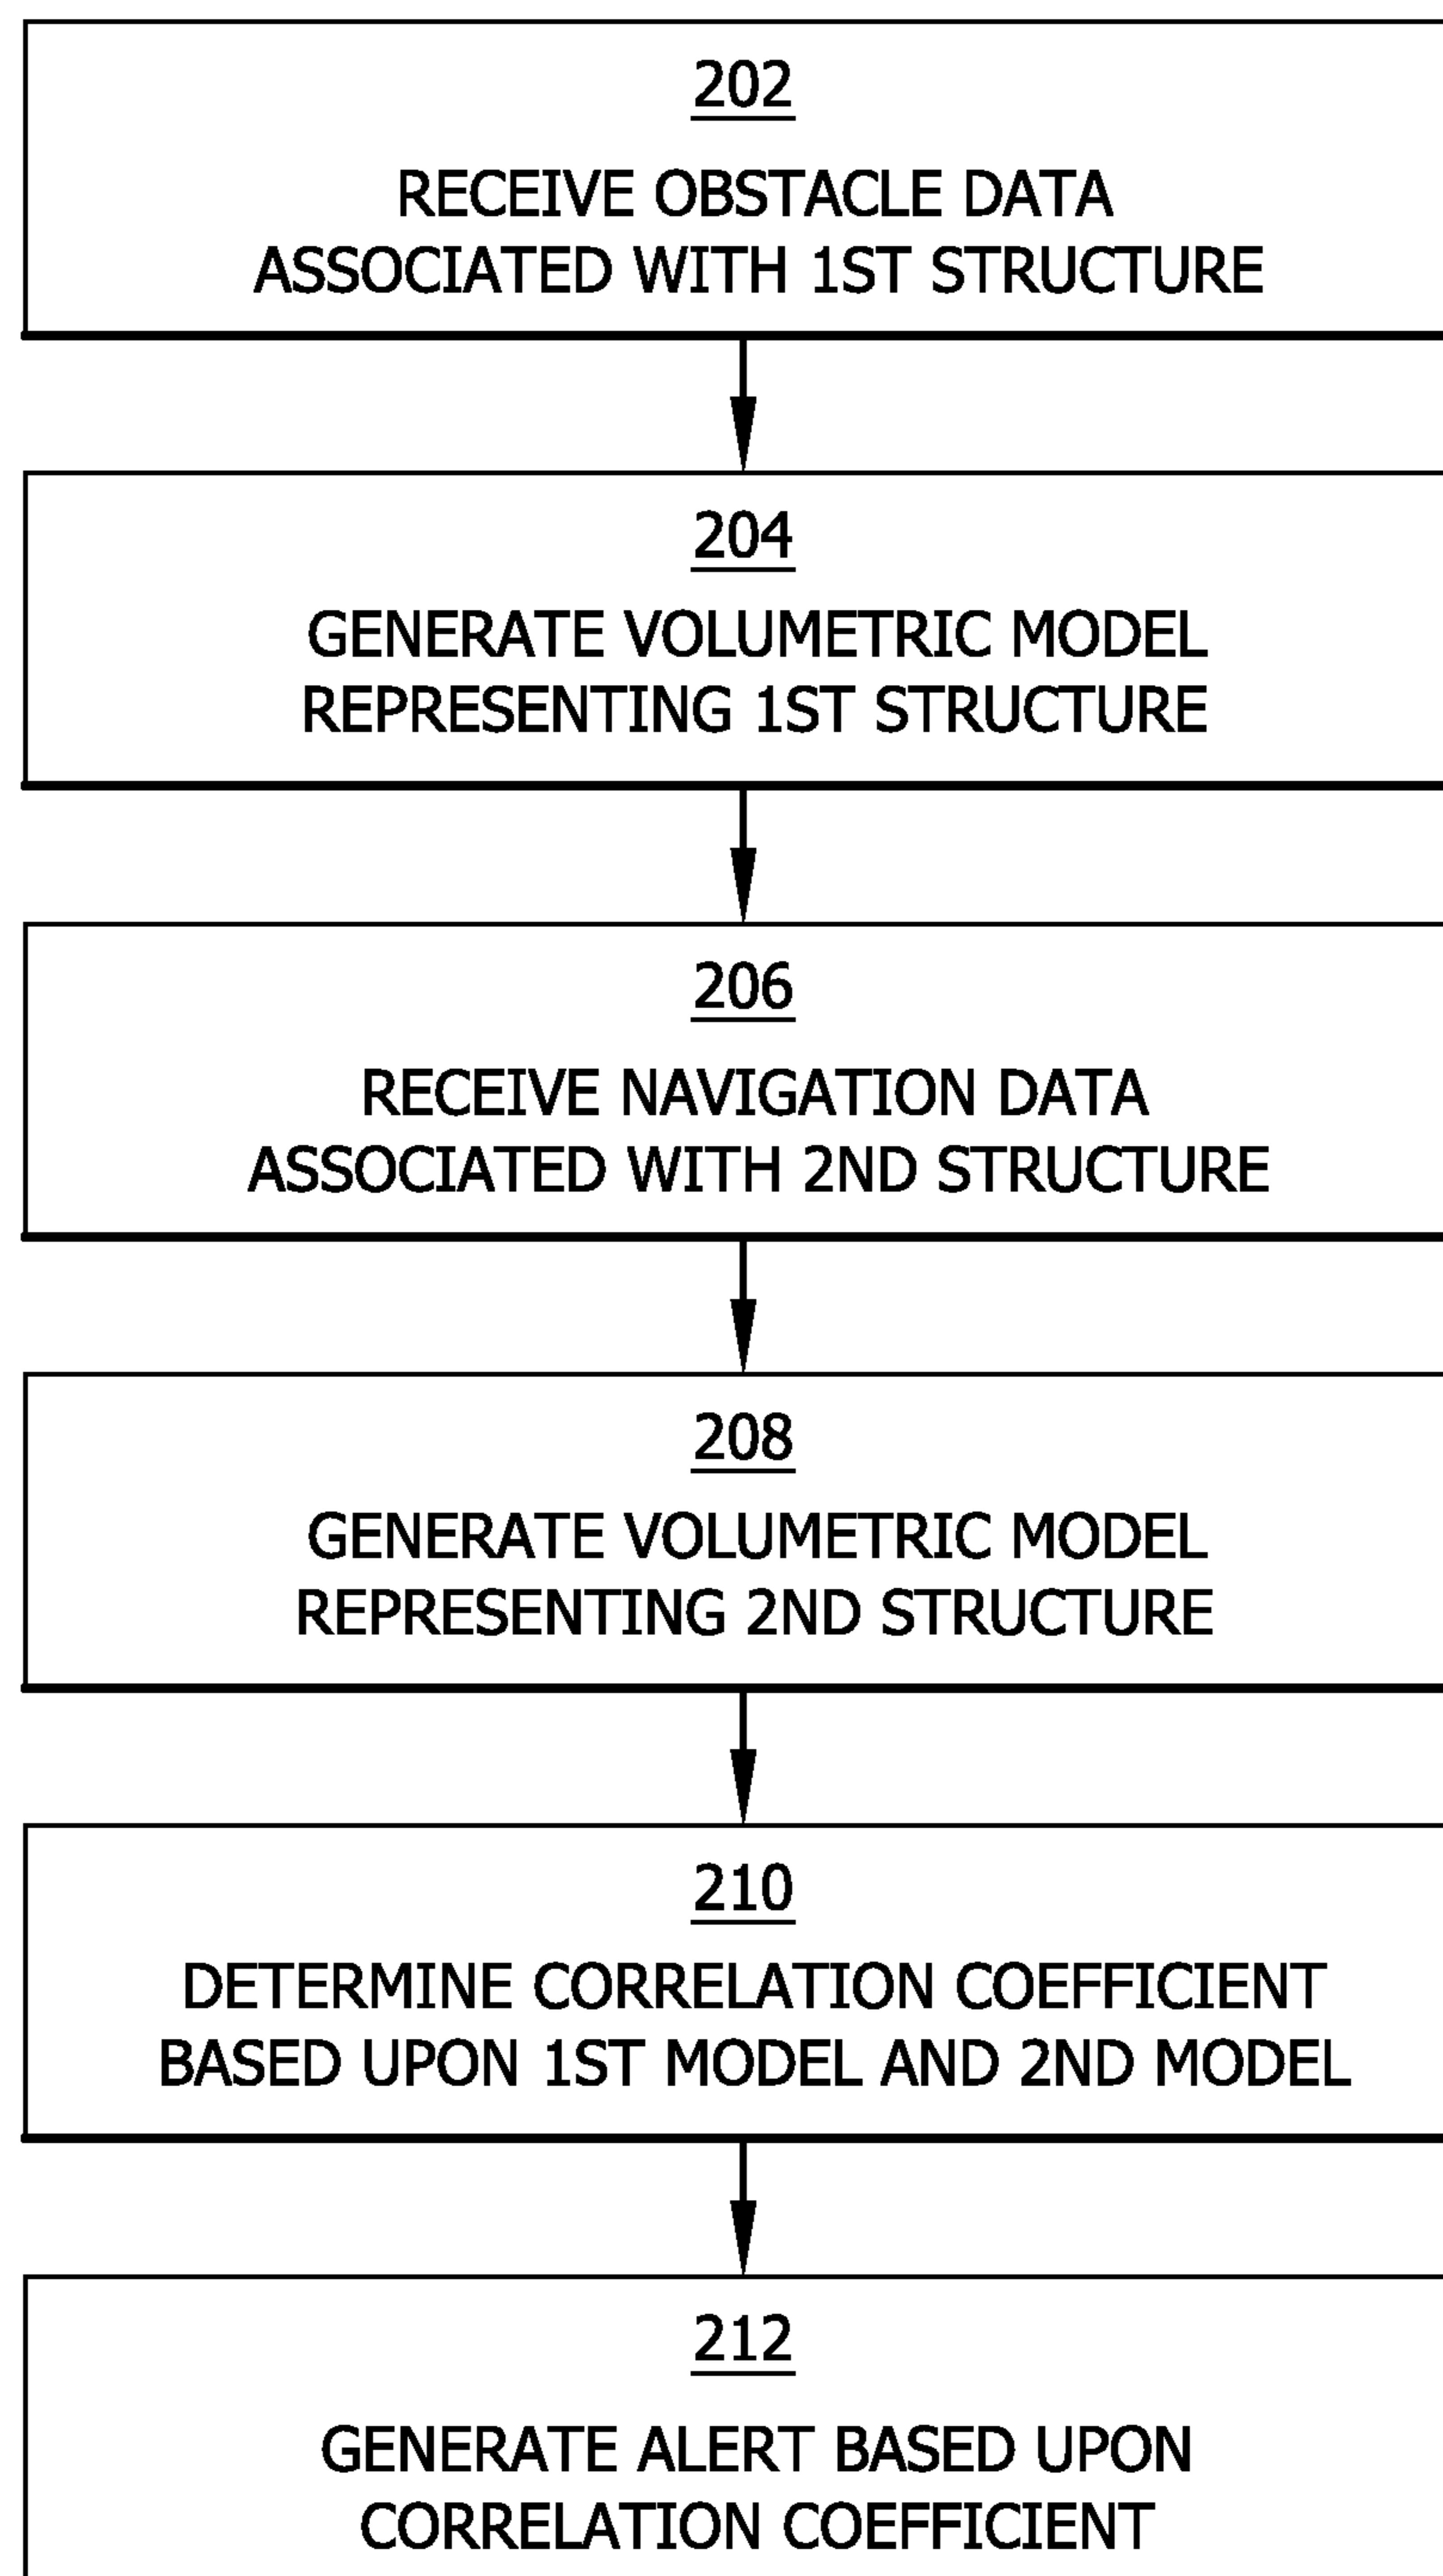 202
RECEIVE OBSTACLE DATA
ASSOCIATED WITH 1ST STRUCTURE
204
GENERATE VOLUMETRIC MODEL
REPRESENTING 1ST STRUCTURE
206
RECEIVE NAVIGATION DATA
ASSOCIATED WITH 2ND STRUCTURE
208
GENERATE VOLUMETRIC MODEL
REPRESENTING 2ND STRUCTURE
210
DETERMINE CORRELATION COEFFICIENT
BASED UPON 1ST MODEL AND 2ND MODEL
212
GENERATE ALERT BASED UPON
CORRELATION COEFFICIENT